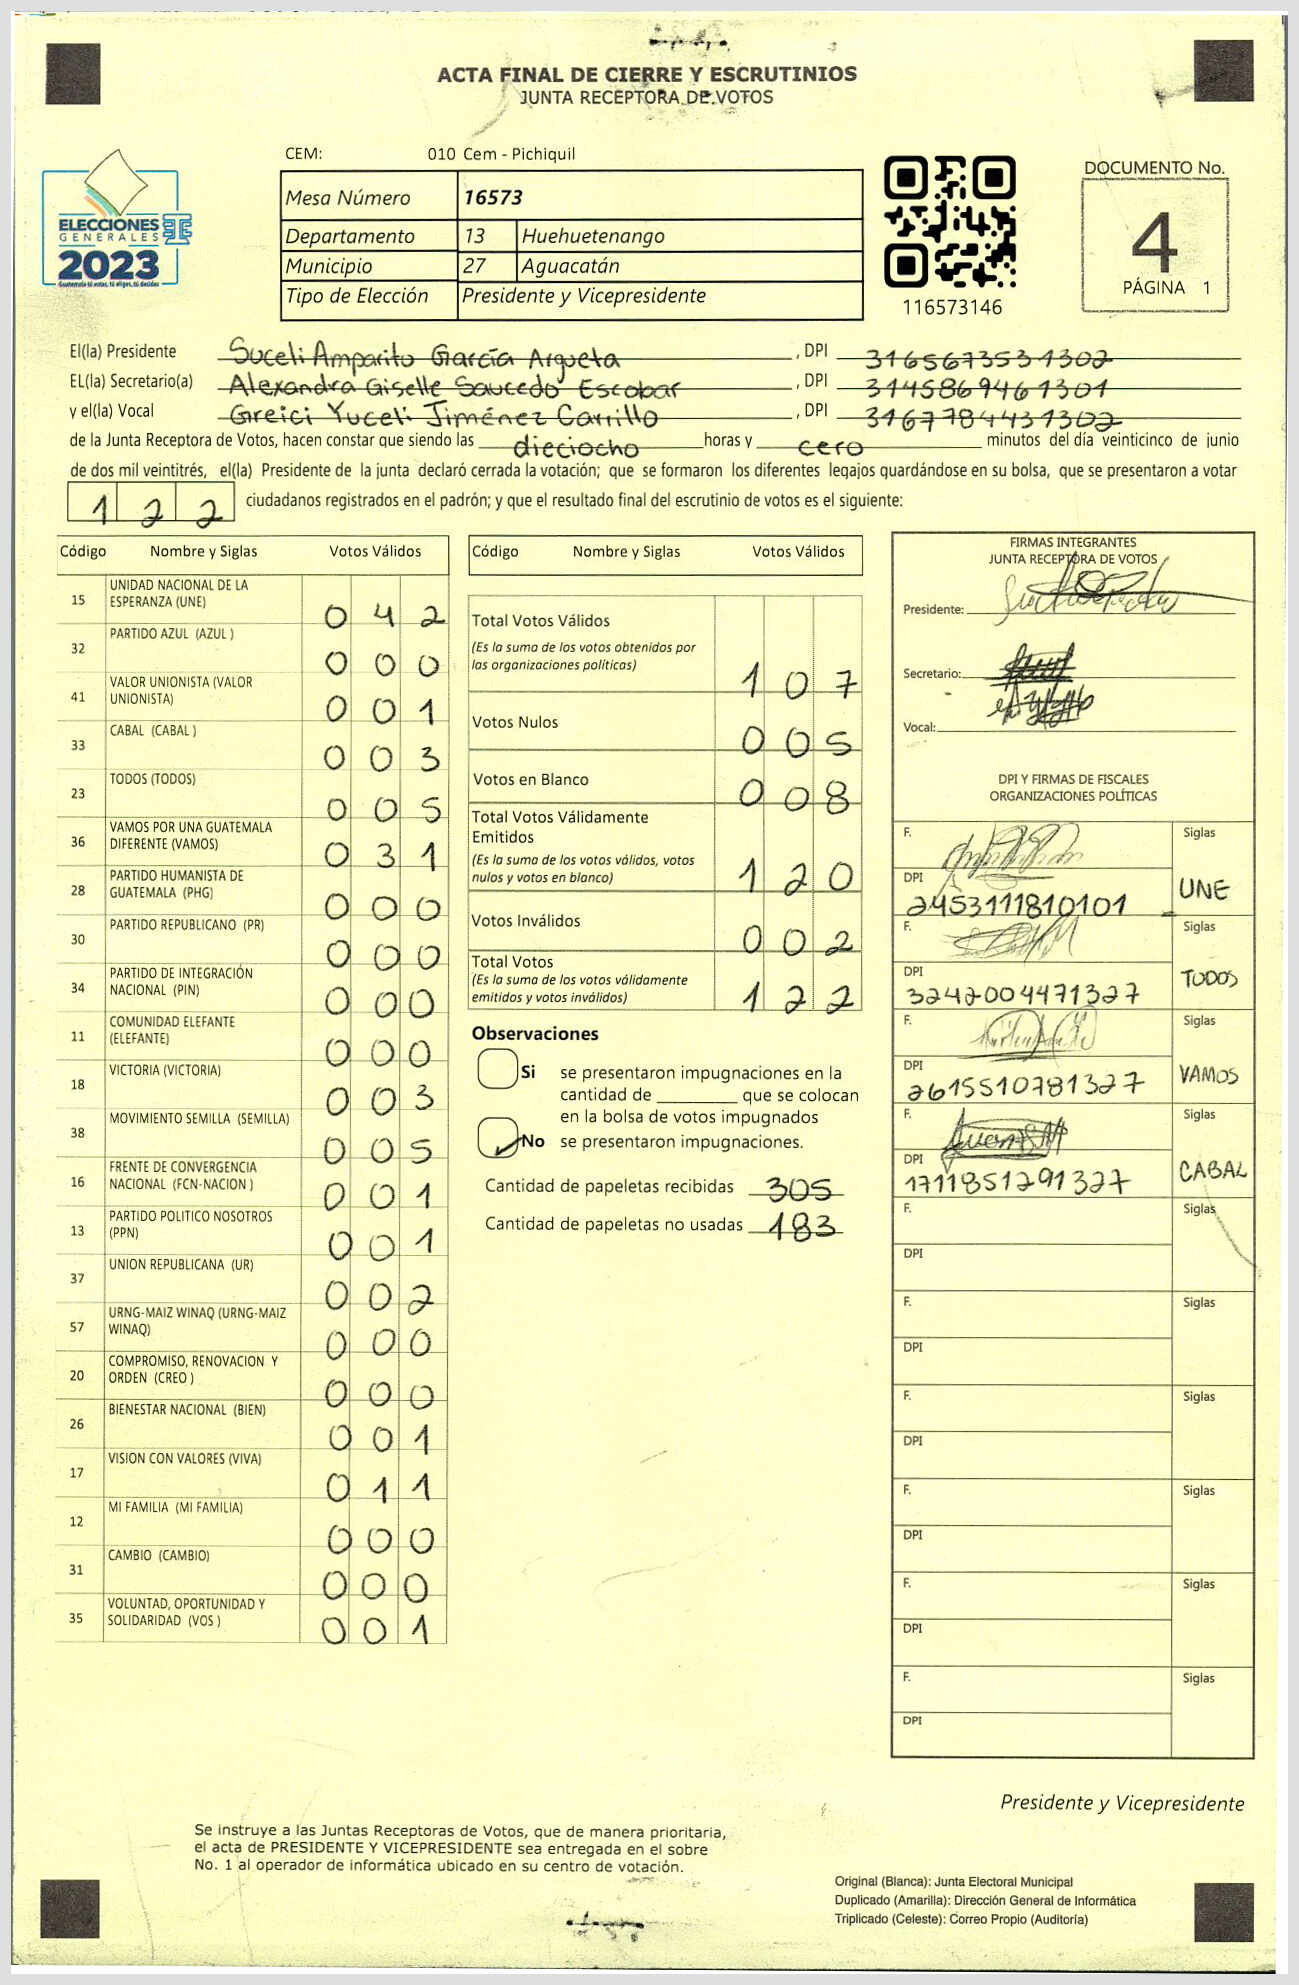 ACTA FINAL DE CIERRE Y ESCRUTINIOS
JUNTA RECEPTORA DE VOTOS
CEM: 010 Cem - Pichiquil
Mesa Número 16573
Departamento 13 Huehuetenango
Municipio 27 Aguacatán
Tipo de Elección Presidente y Vicepresidente
ELECCIONES
GENERALES
2023
Guatemala tú votas, tú eliges, tú decides
116573146
DOCUMENTO No.
4
PÁGINA 1
El(la) Presidente Suceli Amparito García Argueta , DPI 3165673531302
EL(la) Secretario(a) Alexandra Giselle Saucedo Escobar , DPI 3145869461301
y el(la) Vocal Greici Yuceli Jiménez Carrillo , DPI 3167784431302
de la Junta Receptora de Votos, hacen constar que siendo las dieciocho horas y cero minutos del día veinticinco de junio
de dos mil veintitrés, el(la) Presidente de la junta declaró cerrada la votación; que se formaron los diferentes legajos quardándose en su bolsa, que se presentaron a votar
1 2 2 ciudadanos registrados en el padrón; y que el resultado final del escrutinio de votos es el siguiente:
Código Nombre y Siglas Votos Válidos
15 UNIDAD NACIONAL DE LA
ESPERANZA (UNE) 0 4 2
32 PARTIDO AZUL (AZUL ) 0 0 0
41 VALOR UNIONISTA (VALOR
UNIONISTA) 0 0 1
33 CABAL (CABAL ) 0 0 3
23 TODOS (TODOS) 0 0 5
36 VAMOS POR UNA GUATEMALA
DIFERENTE (VAMOS) 0 3 1
28 PARTIDO HUMANISTA DE
GUATEMALA (PHG) 0 0 0
30 PARTIDO REPUBLICANO (PR) 0 0 0
34 PARTIDO DE INTEGRACIÓN
NACIONAL (PIN) 0 0 0
11 COMUNIDAD ELEFANTE
(ELEFANTE) 0 0 0
18 VICTORIA (VICTORIA) 0 0 3
38 MOVIMIENTO SEMILLA (SEMILLA) 0 0 5
16 FRENTE DE CONVERGENCIA
NACIONAL (FCN-NACION ) 0 0 1
13 PARTIDO POLITICO NOSOTROS
(PPN) 0 0 1
37 UNION REPUBLICANA (UR) 0 0 2
57 URNG-MAIZ WINAQ (URNG-MAIZ
WINAQ) 0 0 0
20 COMPROMISO, RENOVACION Y
ORDEN (CREO ) 0 0 0
26 BIENESTAR NACIONAL (BIEN) 0 0 1
17 VISION CON VALORES (VIVA) 0 1 1
12 MI FAMILIA (MI FAMILIA) 0 0 0
31 CAMBIO (CAMBIO) 0 0 0
35 VOLUNTAD, OPORTUNIDAD Y
SOLIDARIDAD (VOS ) 0 0 1
Código Nombre y Siglas Votos Válidos
Total Votos Válidos
(Es la suma de los votos obtenidos por
las organizaciones políticas) 1 0 7
Votos Nulos 0 0 5
Votos en Blanco 0 0 8
Total Votos Válidamente
Emitidos
(Es la suma de los votos válidos, votos
nulos y votos en blanco) 1 2 0
Votos Inválidos 0 0 2
Total Votos
(Es la suma de los votos válidamente
emitidos y votos inválidos) 1 2 2
Observaciones
Si se presentaron impugnaciones en la
cantidad de ________ que se colocan
en la bolsa de votos impugnados
No se presentaron impugnaciones.
Cantidad de papeletas recibidas 305
Cantidad de papeletas no usadas 183
FIRMAS INTEGRANTES
JUNTA RECEPTORA DE VOTOS
Presidente:
Secretario:
Vocal:
DPI Y FIRMAS DE FISCALES
ORGANIZACIONES POLÍTICAS
F. Siglas
DPI 2453111810101 UNE
F. Siglas
DPI 3242004471327 TODOS
F. Siglas
DPI 2615510781327 VAMOS
F. Siglas
DPI 1711851291327 CABAL
F. Siglas
DPI
F. Siglas
DPI
F. Siglas
DPI
F. Siglas
DPI
F. Siglas
DPI
F. Siglas
DPI
Presidente y Vicepresidente
Se instruye a las Juntas Receptoras de Votos, que de manera prioritaria,
el acta de PRESIDENTE Y VICEPRESIDENTE sea entregada en el sobre
No. 1 al operador de informática ubicado en su centro de votación.
Original (Blanca): Junta Electoral Municipal
Duplicado (Amarilla): Dirección General de Informática
Triplicado (Celeste): Correo Propio (Auditoría)